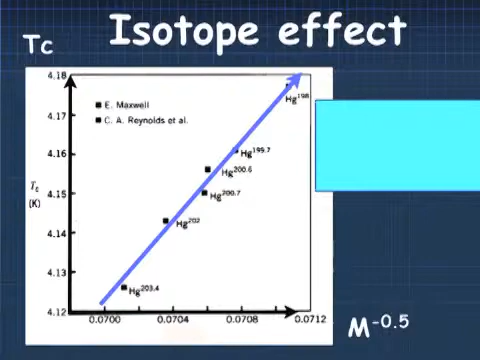 Isotope effect
Tc
4.18
4.17
4.16
4.15
4.14
4.13
4.12
Tc
(K)
E. Maxwell
C. A. Reynolds et al.
Hg198
Hg199.7
Hg200.6
Hg200.7
Hg202
Hg203.4
0.0700 0.0704 0.0708 0.0712
M-0.5